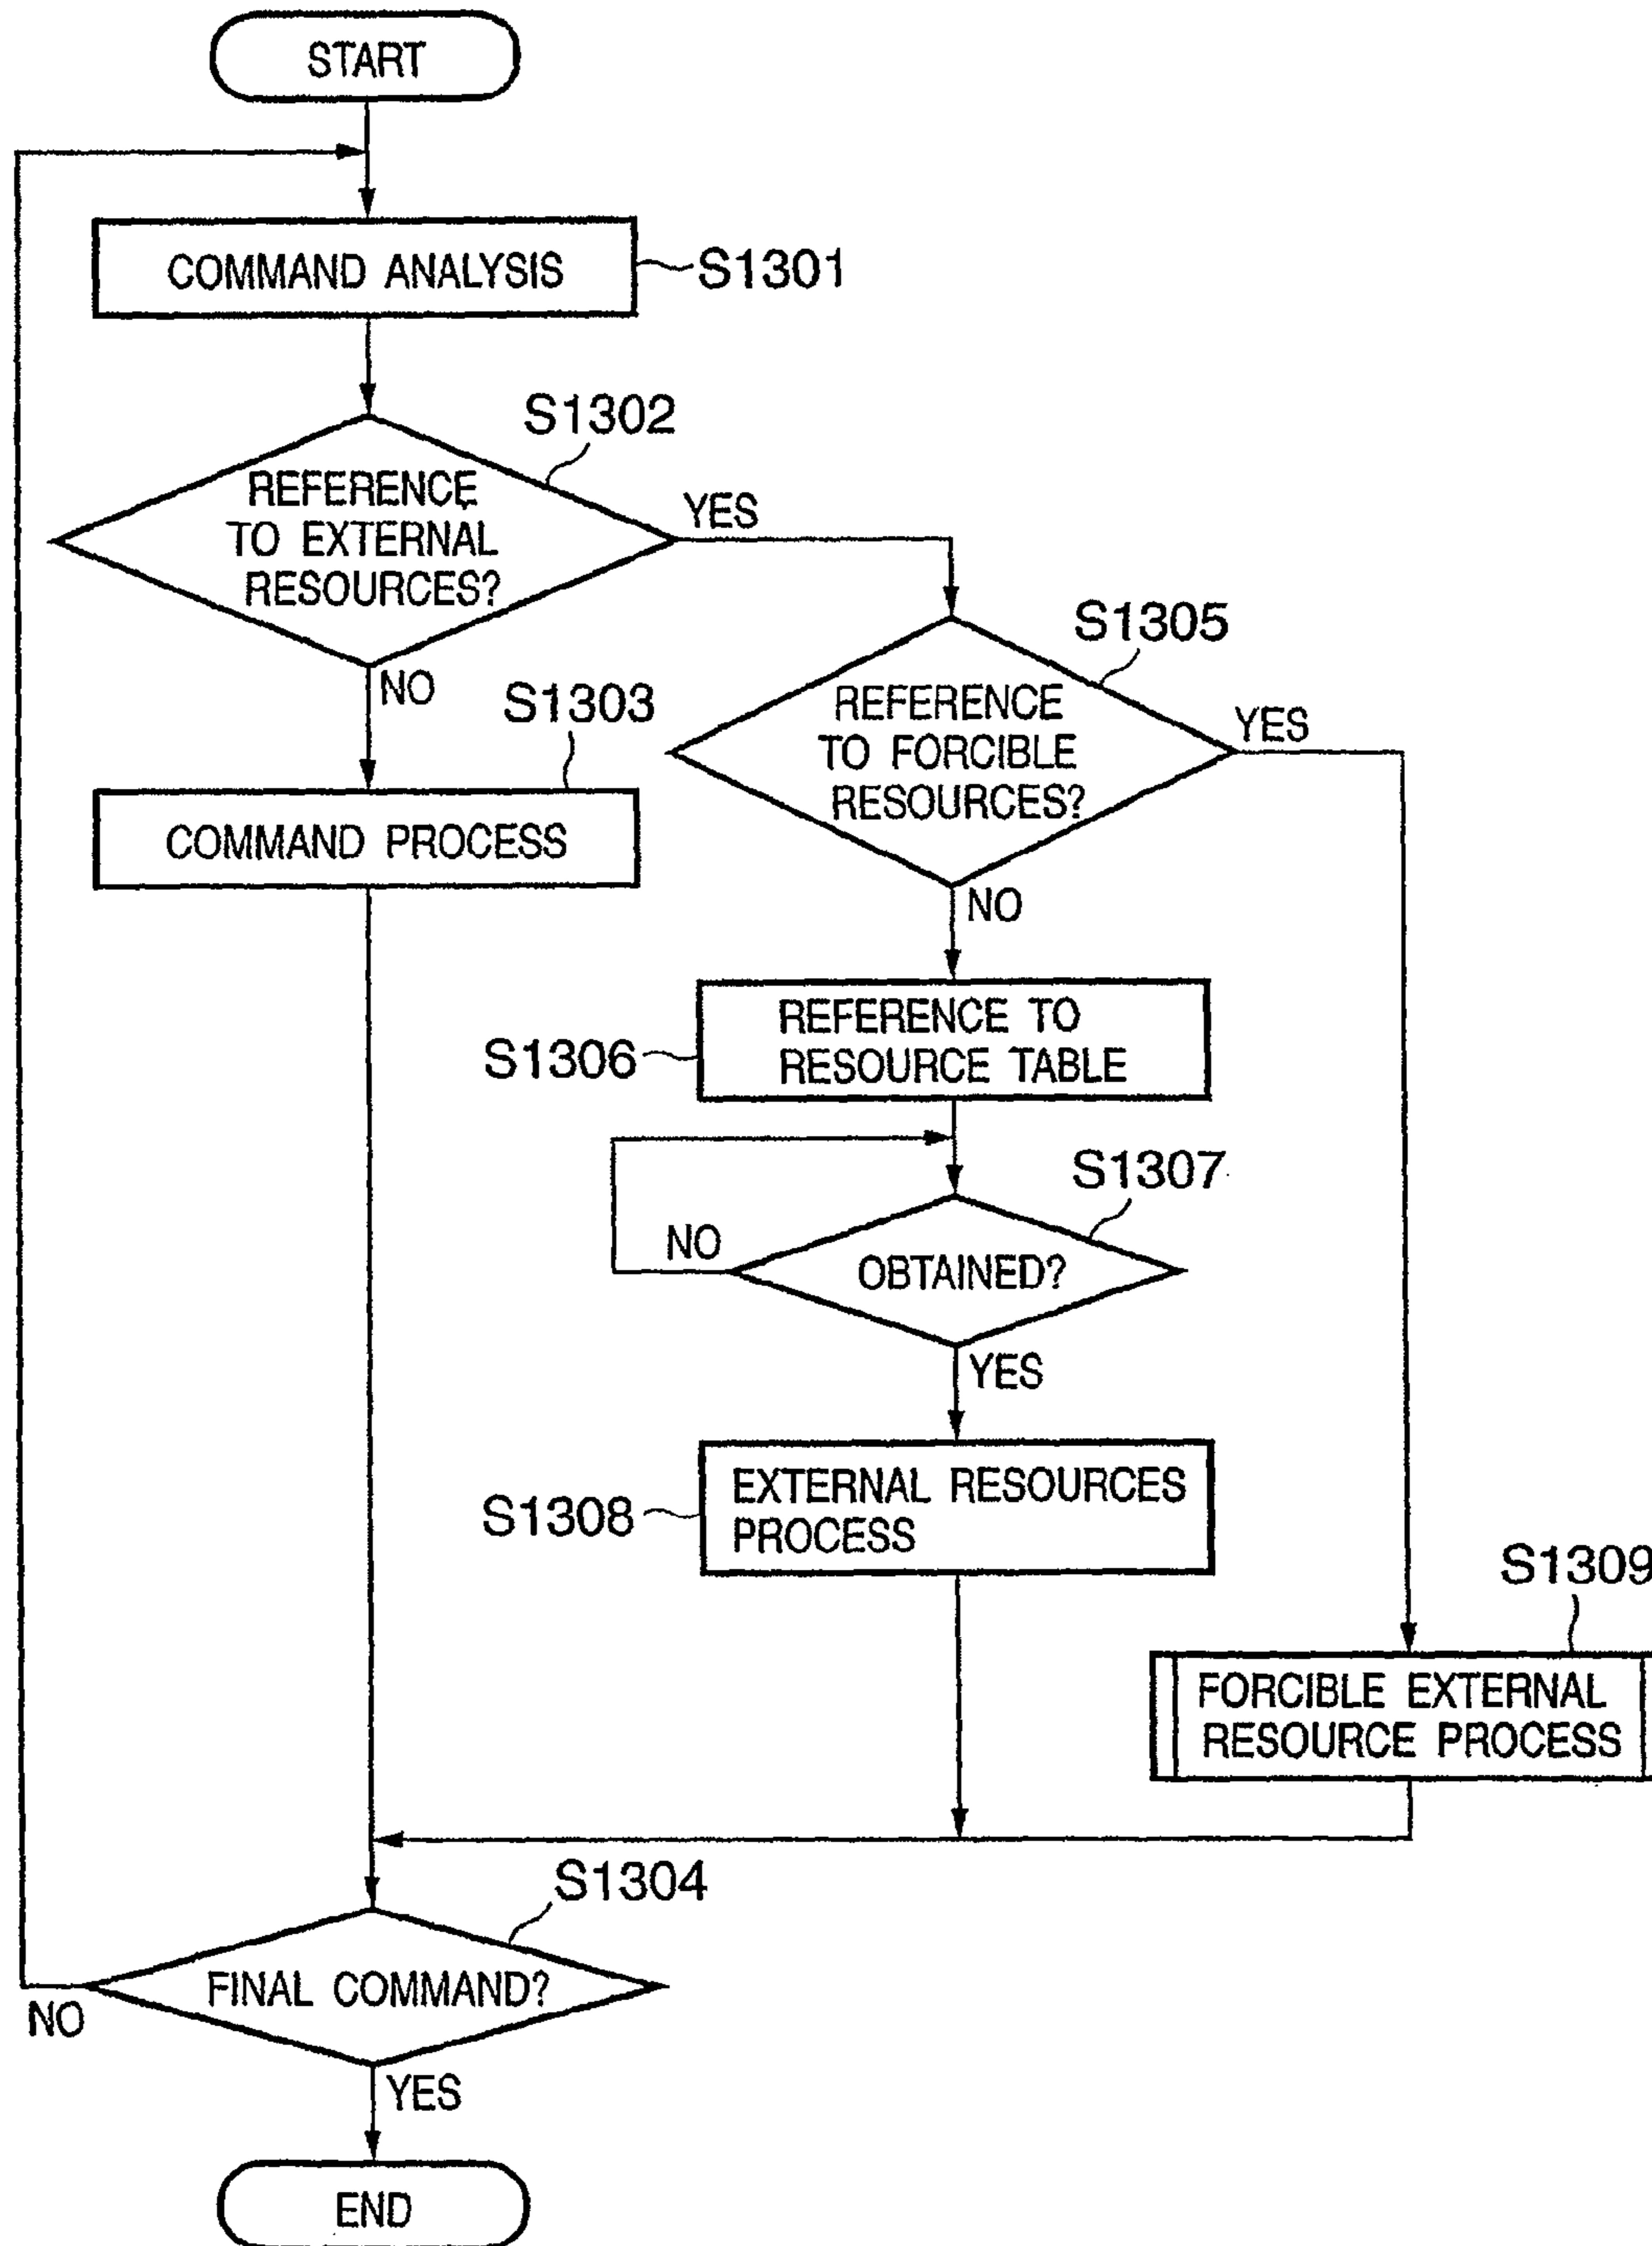 START
COMMAND ANALYSIS
S1301
S1302
REFERENCE
TO EXTERNAL
RESOURCES?
YES
NO
S1303
COMMAND PROCESS
S1305
REFERENCE
TO FORCIBLE
RESOURCES?
YES
NO
S1306
REFERENCE TO
RESOURCE TABLE
S1307
NO
OBTAINED?
YES
S1308
EXTERNAL RESOURCES
PROCESS
S1309
FORCIBLE EXTERNAL
RESOURCE PROCESS
S1304
FINAL COMMAND?
NO
YES
END